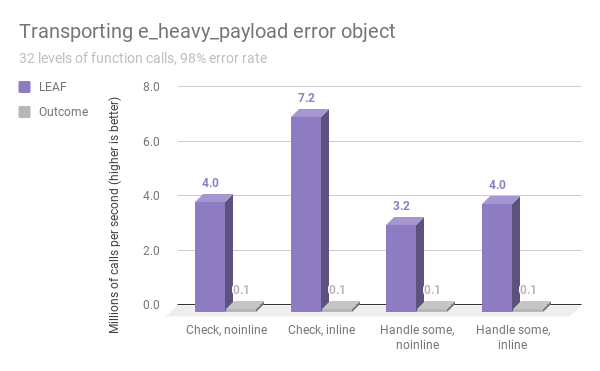 Transporting e_heavy_payload error object
32 levels of function calls, 98% error rate
LEAF
Outcome
Millions of calls per second (higher is better)
8.0
6.0
4.0
2.0
0.0
4.0
0.1
7.2
0.1
3.2
0.1
4.0
0.1
Check, noinline
Check, inline
Handle some,
noinline
Handle some,
inline